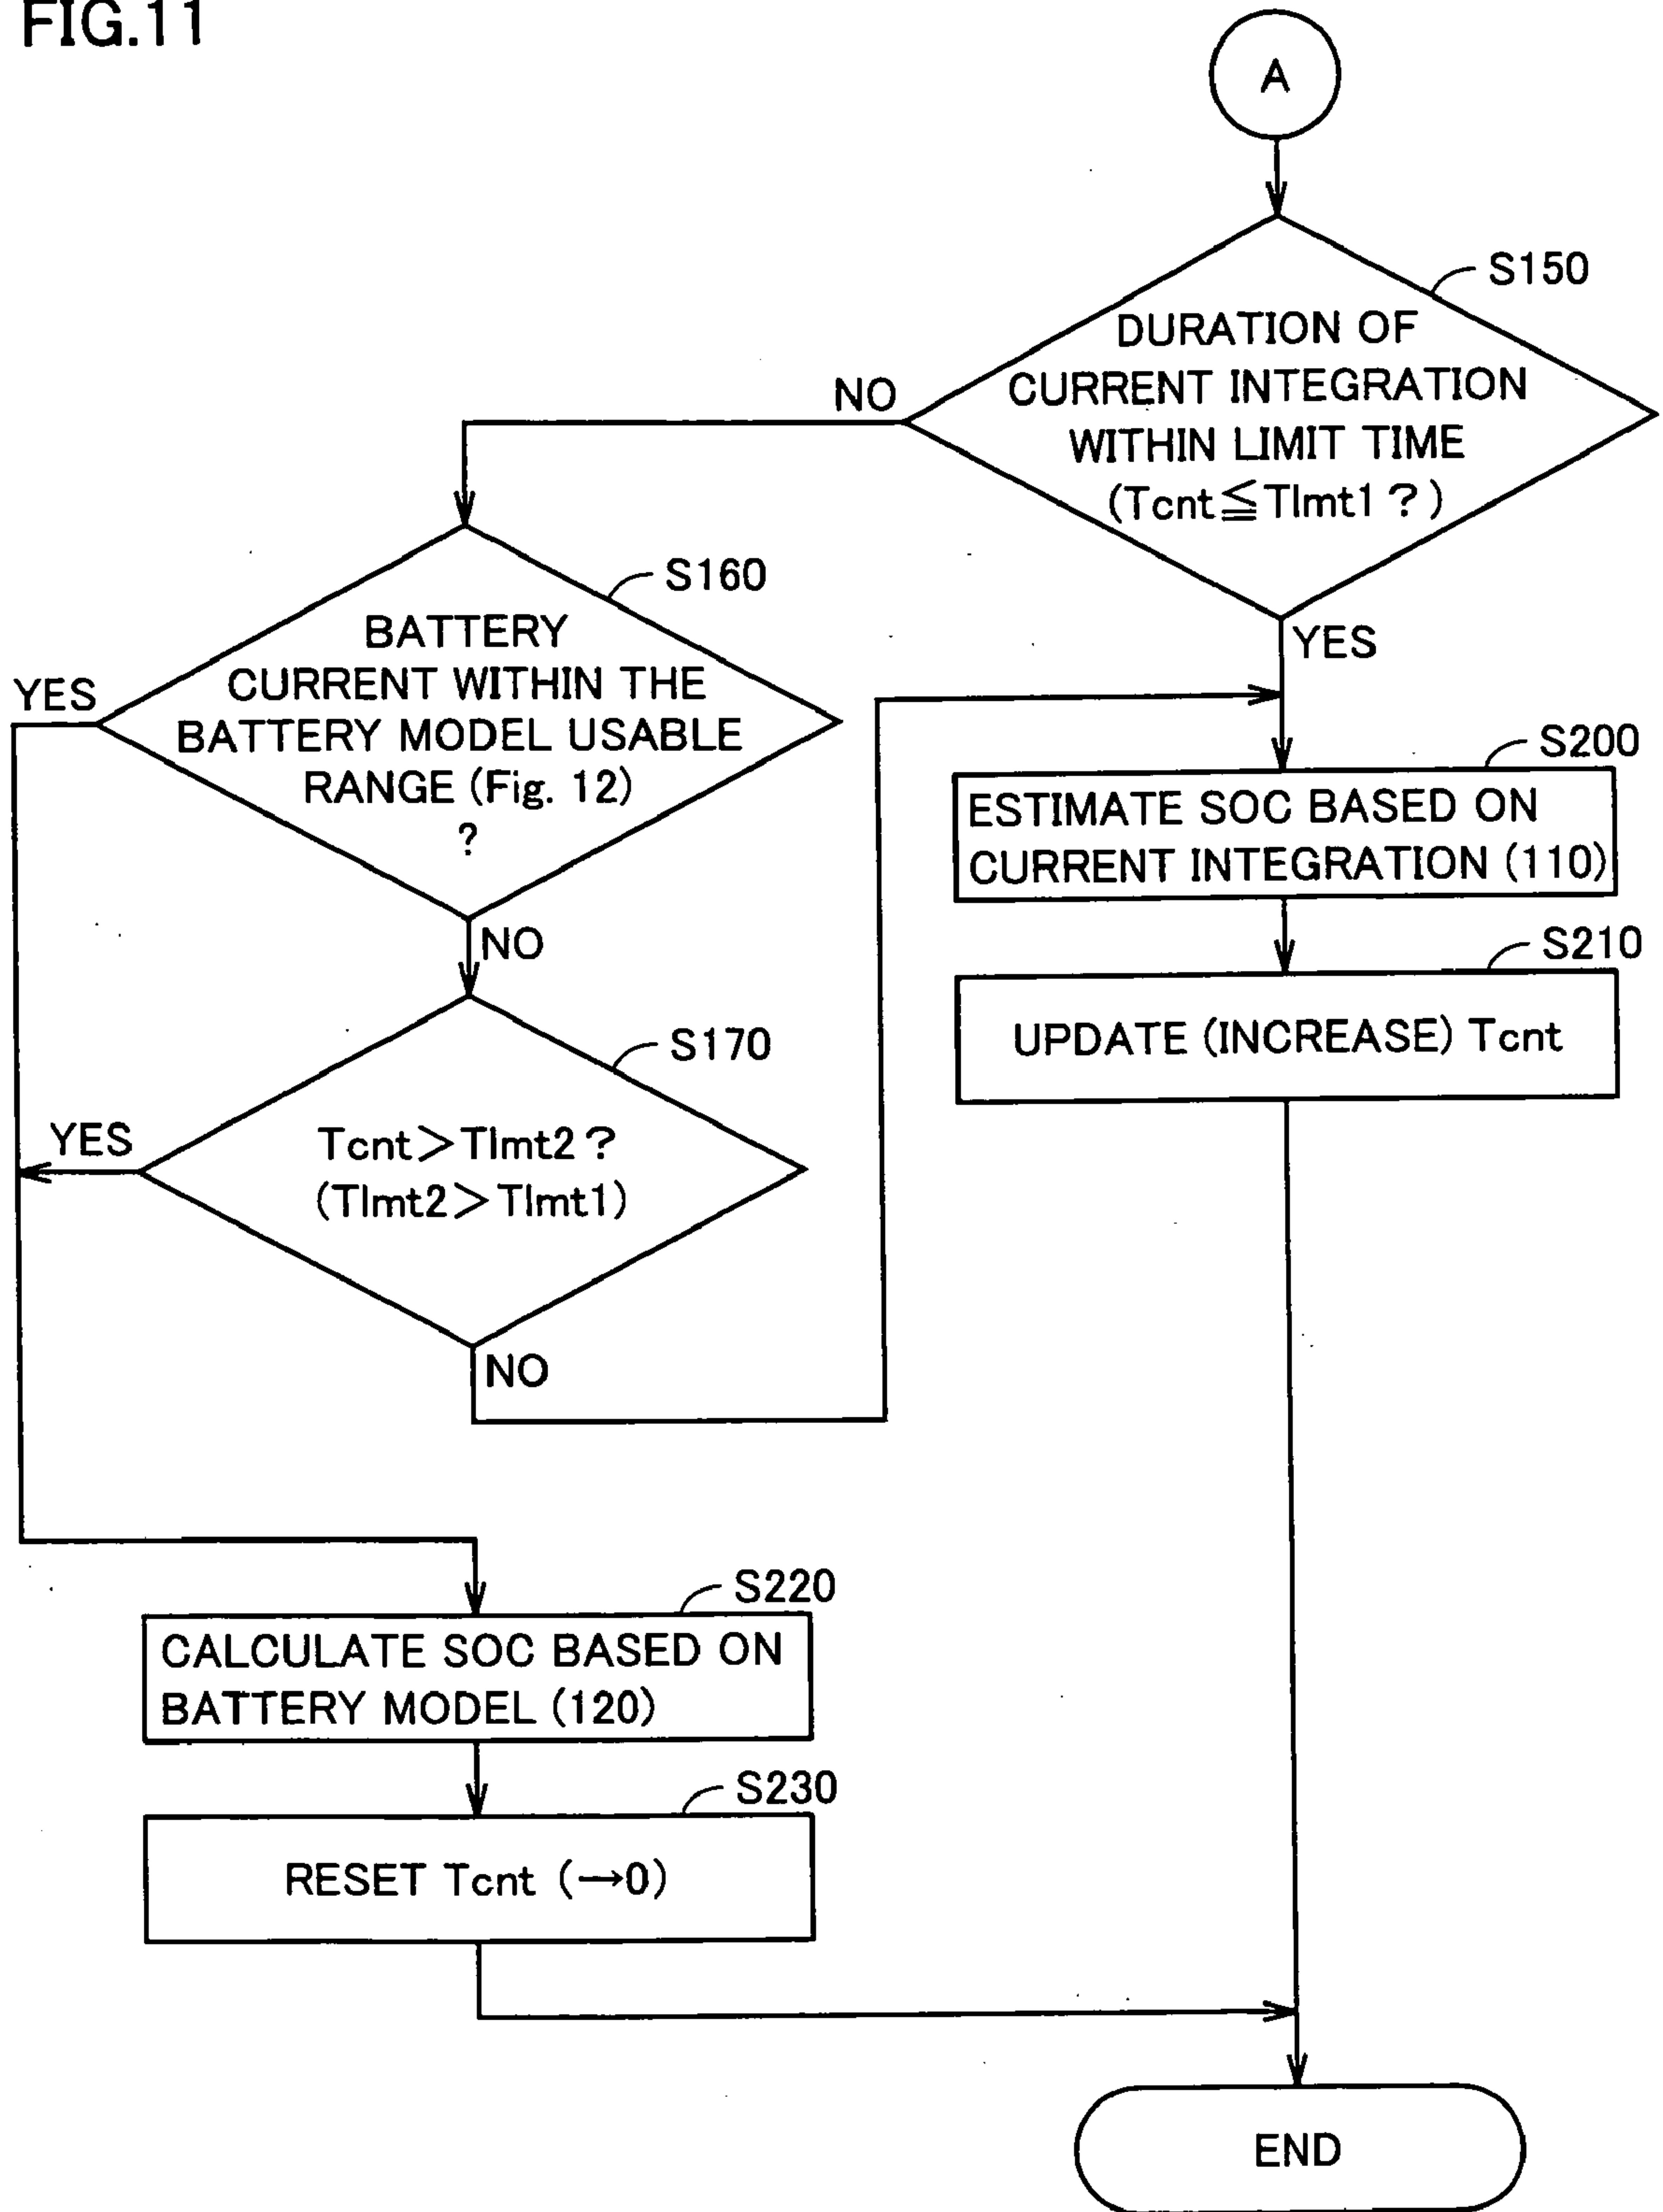 FIG.11
A
S150
DURATION OF
CURRENT INTEGRATION
WITHIN LIMIT TIME
(Tcnt≦Tlmt1 ?)
NO
YES
S160
BATTERY
CURRENT WITHIN THE
BATTERY MODEL USABLE
RANGE (Fig. 12)
?
YES
NO
S170
Tcnt＞Tlmt2 ?
(Tlmt2＞Tlmt1)
YES
NO
S200
ESTIMATE SOC BASED ON
CURRENT INTEGRATION (110)
S210
UPDATE (INCREASE) Tcnt
S220
CALCULATE SOC BASED ON
BATTERY MODEL (120)
S230
RESET Tcnt (→0)
END